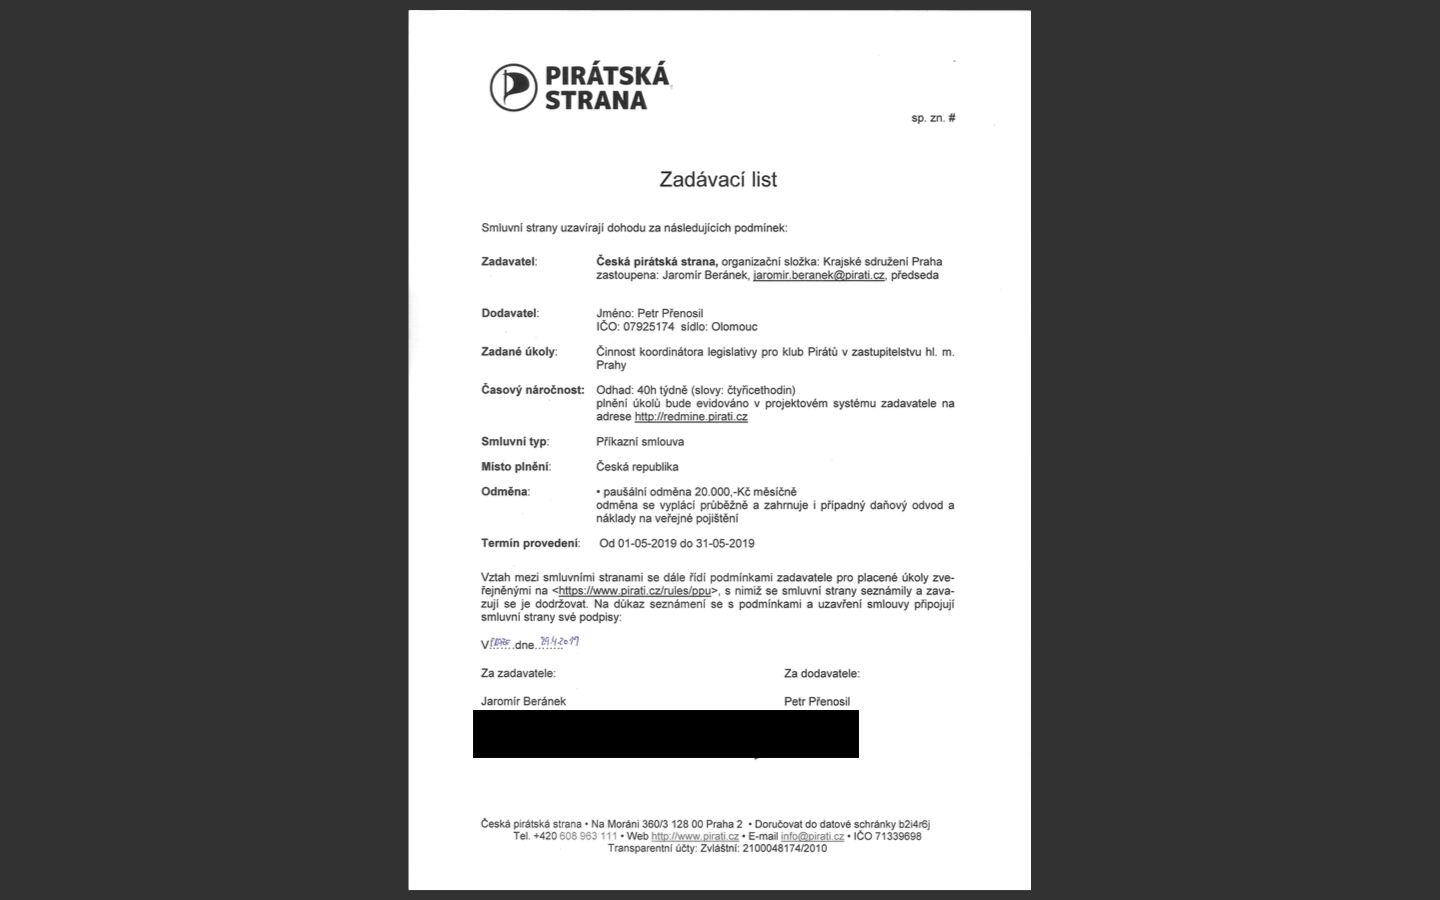 PIRÁTSKÁ
STRANA
sp. zn. #
Zadávací list
Smluvní strany uzavírají dohodu za následujících podmínek:
Zadavatel: Česká pirátská strana, organizační složka: Krajské sdružení Praha
zastoupena: Jaromír Beránek, jaromir.beranek@pirati.cz, předseda
Dodavatel: Jméno: Petr Přenosil
IČO: 07925174 sídlo: Olomouc
Zadané úkoly: Činnost koordinátora legislativy pro klub Pirátů v zastupitelstvu hl. m.
Prahy
Časový náročnost: Odhad: 40h týdně (slovy: čtyřicethodin)
plnění úkolů bude evidováno v projektovém systému zadavatele na
adrese http://redmine.pirati.cz
Smluvní typ: Příkazní smlouva
Místo plnění: Česká republika
Odměna: • paušální odměna 20.000,-Kč měsíčně
odměna se vyplácí průběžně a zahrnuje i případný daňový odvod a
náklady na veřejné pojištění
Termín provedení: Od 01-05-2019 do 31-05-2019
Vztah mezi smluvními stranami se dále řídí podmínkami zadavatele pro placené úkoly zve-
řejněnými na <https://www.pirati.cz/rules/ppu>, s nimiž se smluvní strany seznámily a zava-
zují se je dodržovat. Na důkaz seznámení se s podmínkami a uzavření smlouvy připojují
smluvní strany své podpisy:
V.......dne 29.4.2019
Za zadavatele: Za dodavatele:
Jaromír Beránek Petr Přenosil
Česká pirátská strana • Na Moráni 360/3 128 00 Praha 2 • Doručovat do datové schránky b2i4r6j
Tel. +420 608 963 111 • Web http://www.pirati.cz • E-mail info@pirati.cz • IČO 71339698
Transparentní účty: Zvláštní: 2100048174/2010